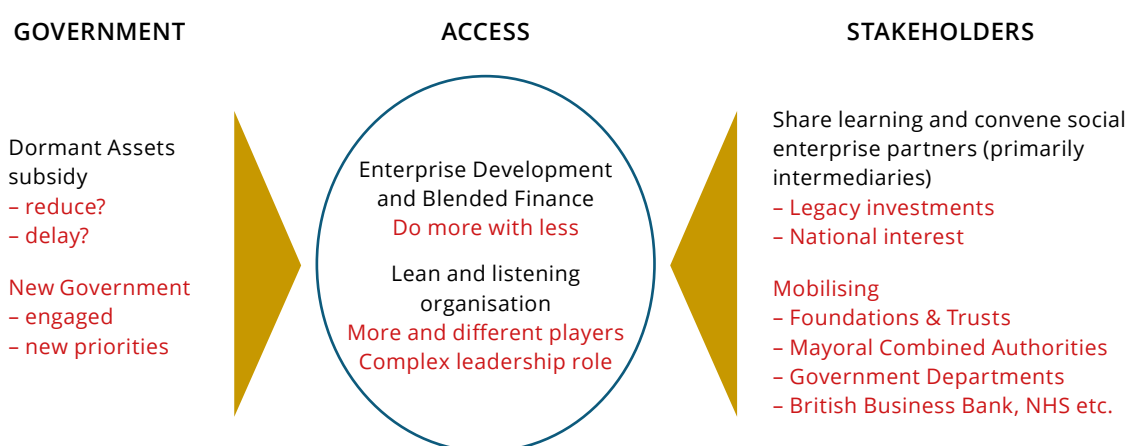 GOVERNMENT
Dormant Assets
subsidy
– reduce?
– delay?
New Government
– engaged
– new priorities
ACCESS
Enterprise Development
and Blended Finance
Do more with less
Lean and listening
organisation
More and different players
Complex leadership role
STAKEHOLDERS
Share learning and convene social
enterprise partners (primarily
intermediaries)
– Legacy investments
– National interest
Mobilising
– Foundations & Trusts
– Mayoral Combined Authorities
– Government Departments
– British Business Bank, NHS etc.